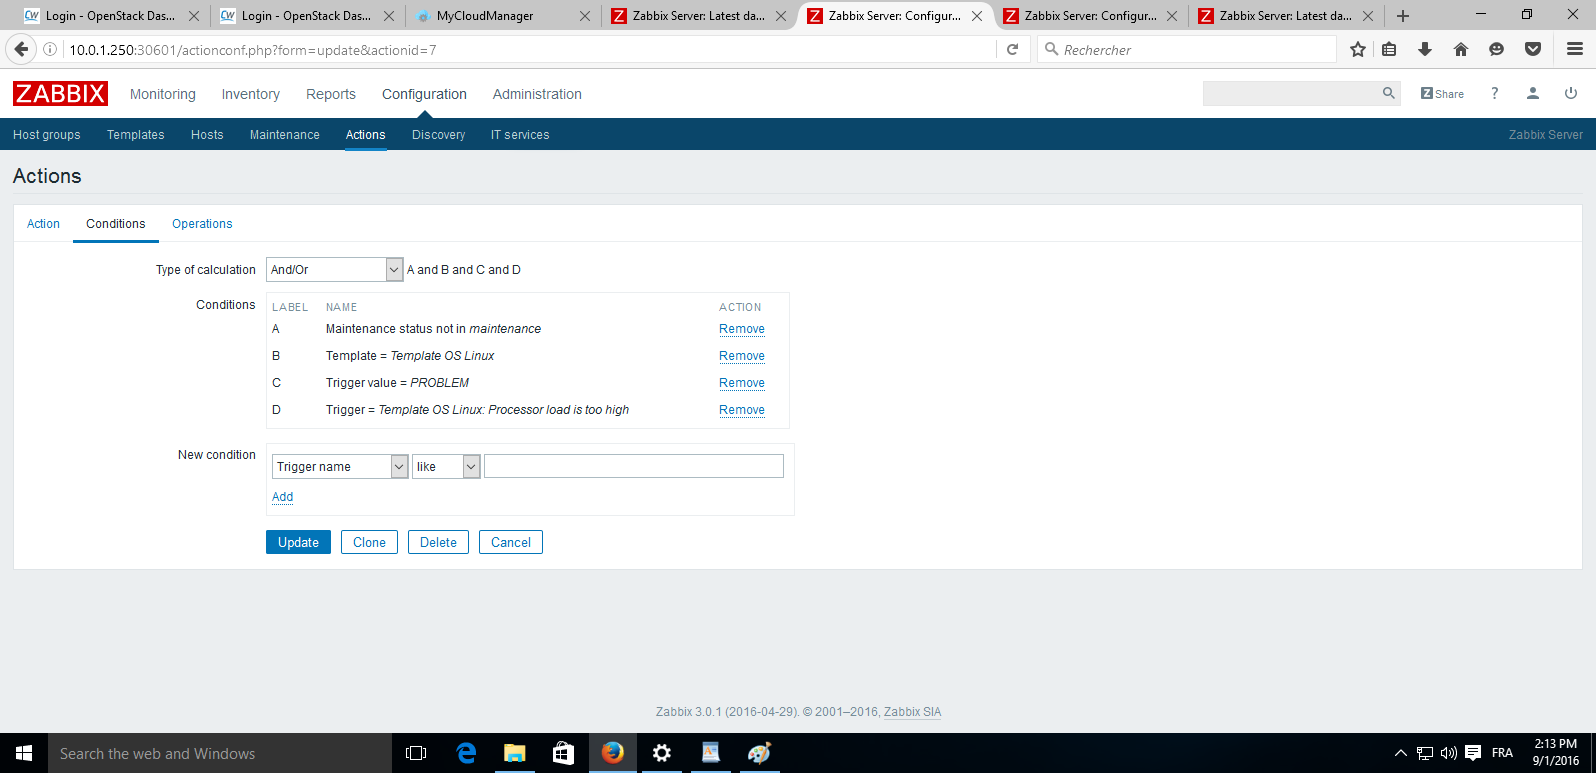 Login - OpenStack Das... Login - OpenStack Das... MyCloudManager Zabbix Server: Latest da... Zabbix Server: Configur... Zabbix Server: Configur... Zabbix Server: Latest da...
10.0.1.250:30601/actionconf.php?form=update&actionid=7 Rechercher
ZABBIX Monitoring Inventory Reports Configuration Administration Z Share ?
Host groups Templates Hosts Maintenance Actions Discovery IT services Zabbix Server
Actions
Action Conditions Operations
Type of calculation And/Or A and B and C and D
Conditions LABEL NAME ACTION
A Maintenance status not in maintenance Remove
B Template = Template OS Linux Remove
C Trigger value = PROBLEM Remove
D Trigger = Template OS Linux: Processor load is too high Remove
New condition Trigger name like
Add
Update Clone Delete Cancel
Zabbix 3.0.1 (2016-04-29). © 2001–2016, Zabbix SIA
Search the web and Windows FRA 2:13 PM
9/1/2016